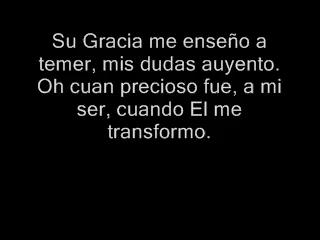 Su Gracia me enseño a
temer, mis dudas auyento.
Oh cuan precioso fue, a mi
ser, cuando El me
transformo.